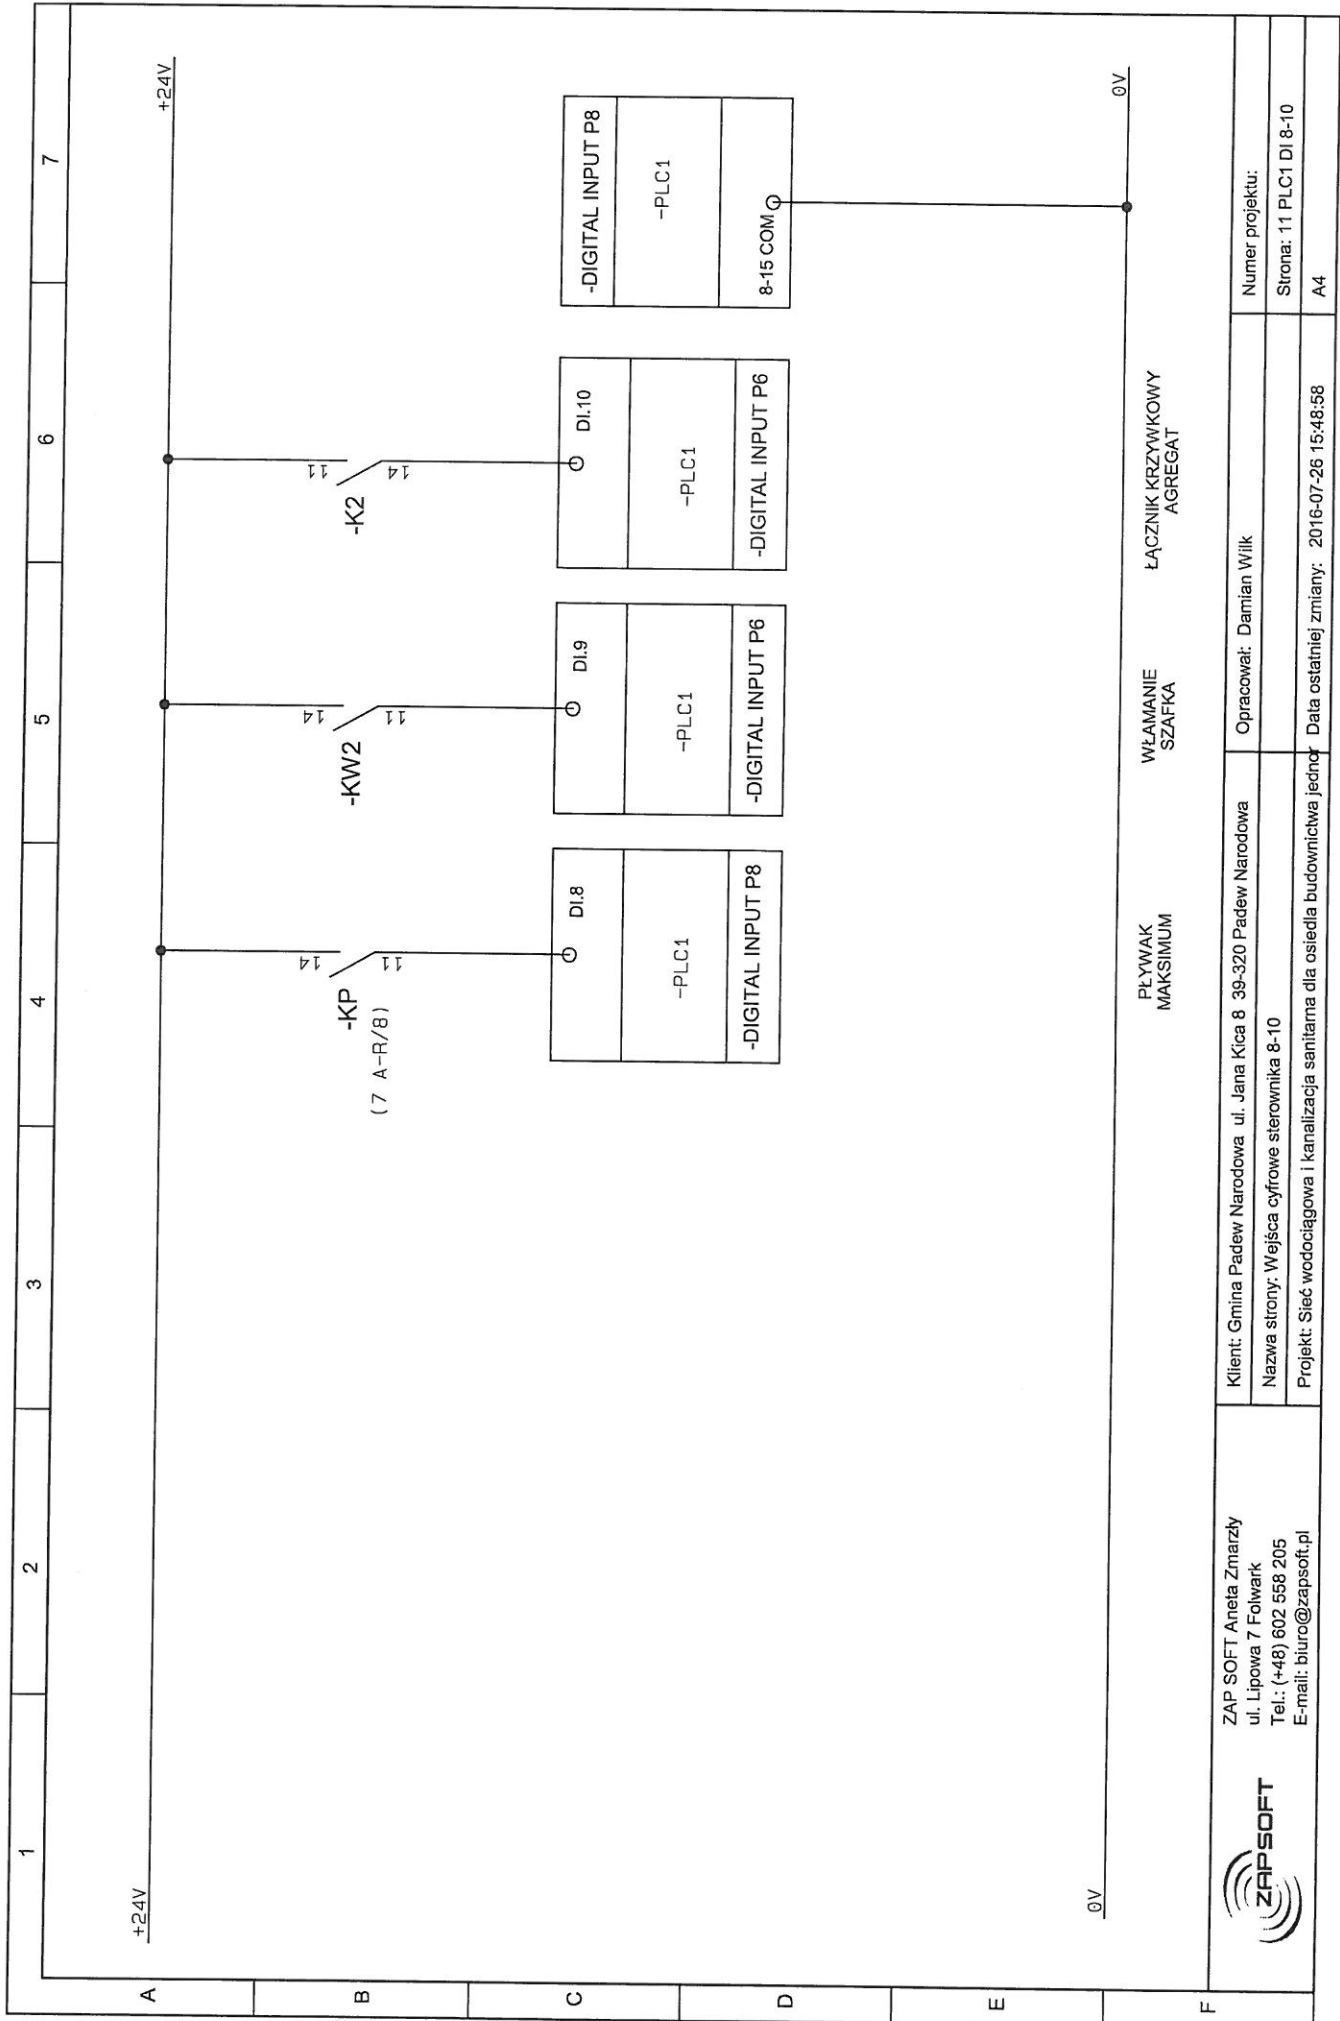 1
2
3
4
5
6
7
A
B
C
D
E
F
+24V
+24V
-KP
14
11
(7 A-R/8)
-KW2
14
11
-K2
11
14
DI.8
-PLC1
-DIGITAL INPUT P8
DI.9
-PLC1
-DIGITAL INPUT P6
DI.10
-PLC1
-DIGITAL INPUT P6
-DIGITAL INPUT P8
-PLC1
8-15 COM
0V
0V
PŁYWAK
MAKSIMUM
WŁAMANIE
SZAFKA
ŁĄCZNIK KRZYWKOWY
AGREGAT
ZAPSOFT
ZAP SOFT Aneta Zmarzły
ul. Lipowa 7 Folwark
Tel.: (+48) 602 558 205
E-mail: biuro@zapsoft.pl
Klient: Gmina Padew Narodowa ul. Jana Kica 8 39-320 Padew Narodowa
Opracował: Damian Wilk
Numer projektu:
Nazwa strony: Wejśca cyfrowe sterownika 8-10
Strona: 11 PLC1 DI 8-10
Projekt: Sieć wodociągowa i kanalizacja sanitarna dla osiedla budownictwa jednor
Data ostatniej zmiany: 2016-07-26 15:48:58
A4